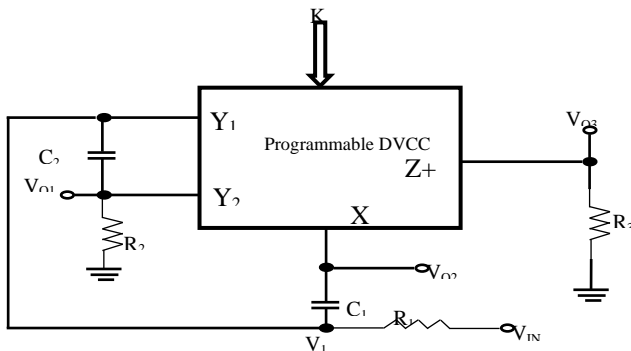 K
Y1
Programmable DVCC
VO3
C2
Z+
VO1
Y2
X
R2
R3
VO2
C1
R1
V1
VIN